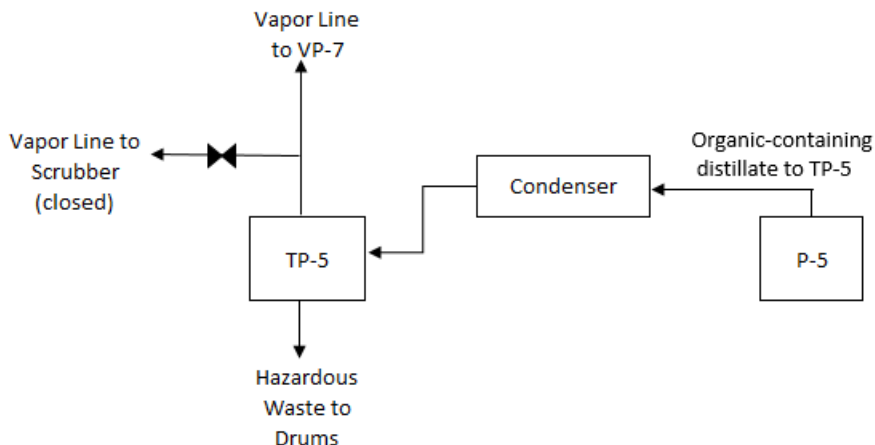 Vapor Line
to VP-7
Vapor Line to
Scrubber
(closed)
Organic-containing
distillate to TP-5
Condenser
TP-5
P-5
Hazardous
Waste to
Drums